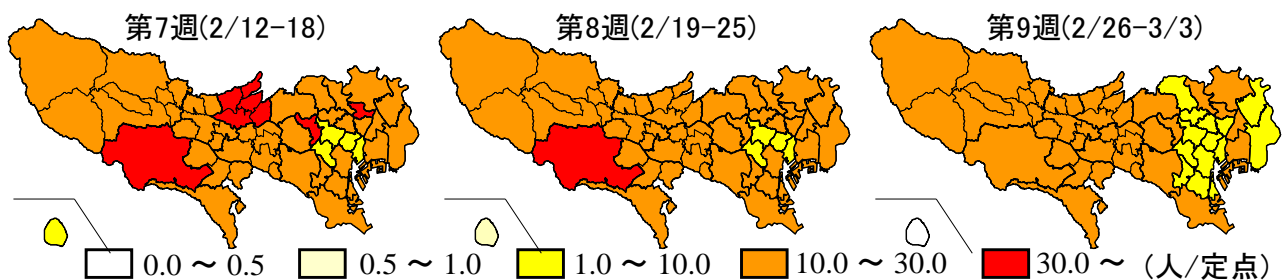 第7週(2/12-18)
第8週(2/19-25)
第9週(2/26-3/3)
0.0 ～ 0.5
0.5 ～ 1.0
1.0 ～ 10.0
10.0 ～ 30.0
30.0 ～ (人/定点)